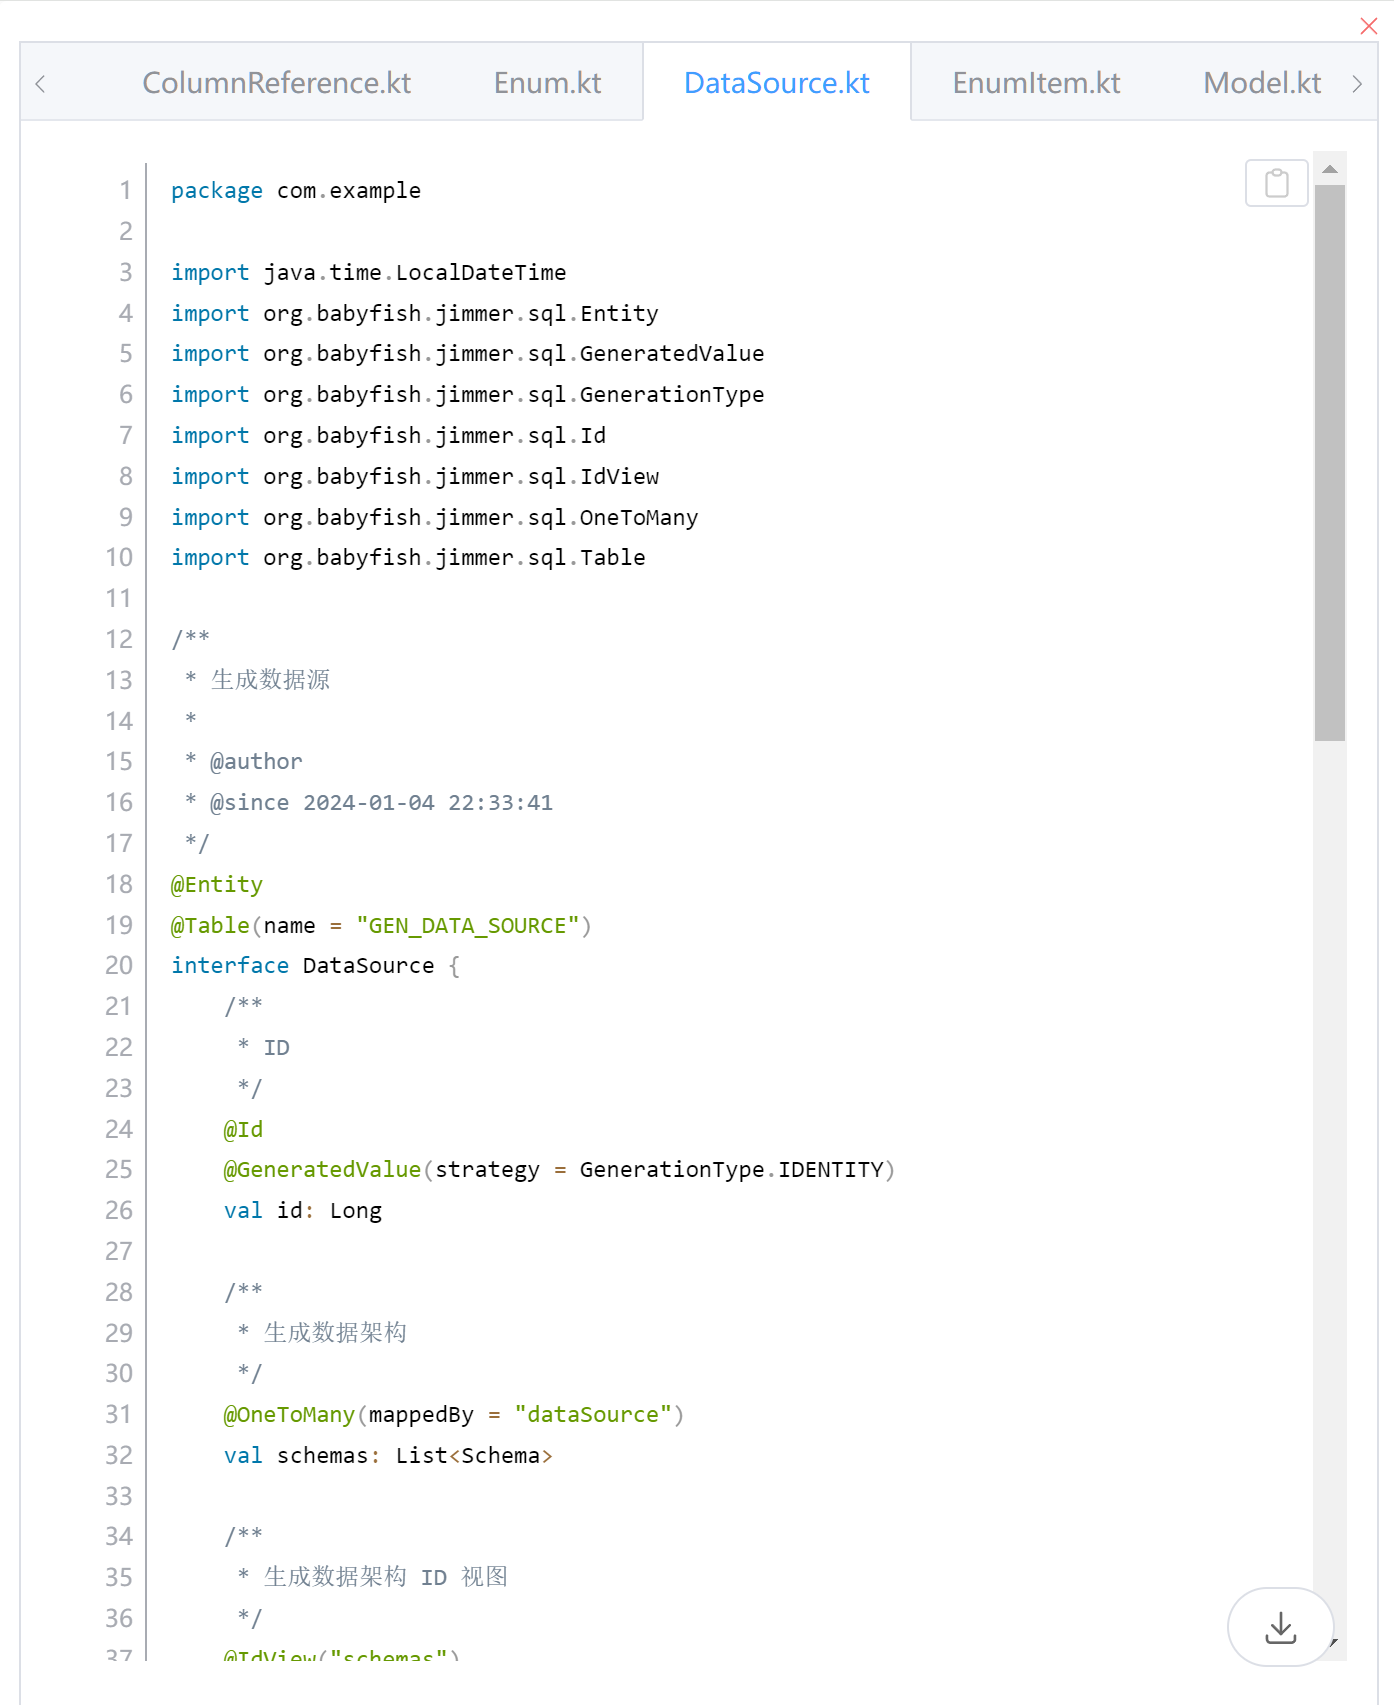 ColumnReference.kt Enum.kt DataSource.kt EnumItem.kt Model.kt
1 package com.example
2
3 import java.time.LocalDateTime
4 import org.babyfish.jimmer.sql.Entity
5 import org.babyfish.jimmer.sql.GeneratedValue
6 import org.babyfish.jimmer.sql.GenerationType
7 import org.babyfish.jimmer.sql.Id
8 import org.babyfish.jimmer.sql.IdView
9 import org.babyfish.jimmer.sql.OneToMany
10 import org.babyfish.jimmer.sql.Table
11
12 /**
13  * 生成数据源
14  *
15  * @author
16  * @since 2024-01-04 22:33:41
17  */
18 @Entity
19 @Table(name = "GEN_DATA_SOURCE")
20 interface DataSource {
21     /**
22      * ID
23      */
24     @Id
25     @GeneratedValue(strategy = GenerationType.IDENTITY)
26     val id: Long
27
28     /**
29      * 生成数据架构
30      */
31     @OneToMany(mappedBy = "dataSource")
32     val schemas: List<Schema>
33
34     /**
35      * 生成数据架构 ID 视图
36      */
37     @IdView("schemas")